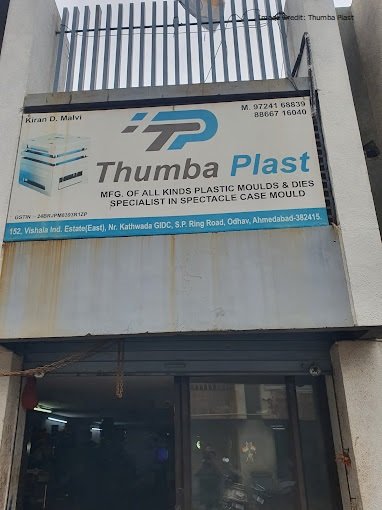 Image Credit: Thumba Plast
Kiran D. Malvi
M. 97241 68839
88667 16040
TP
Thumba Plast
MFG. OF ALL KINDS PLASTIC MOULDS & DIES
SPECIALIST IN SPECTACLE CASE MOULD
GSTIN :-
152, Vishala Ind. Estate(East), Nr. Kathwada GIDC, S.P. Ring Road, Odhav, Ahmedabad-382415.